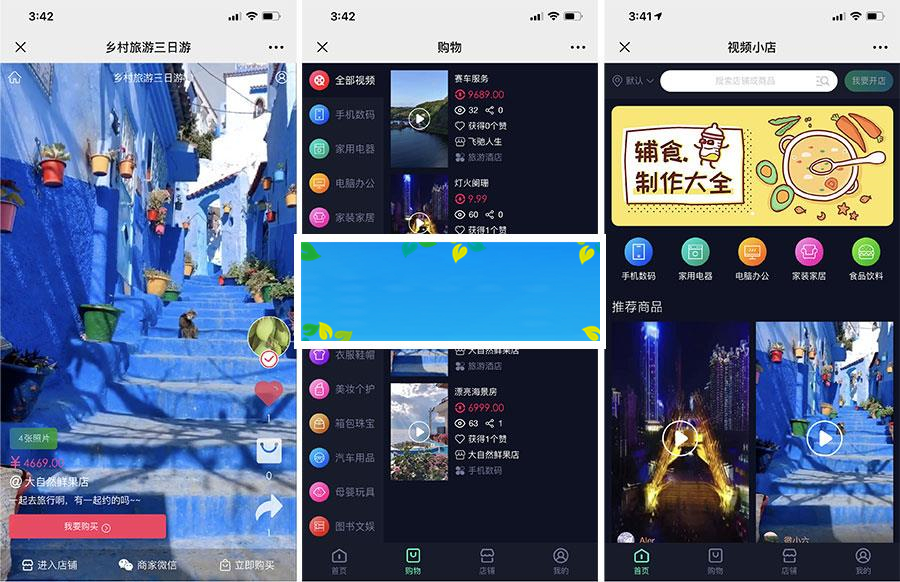 3:42
乡村旅游三日游
乡村旅游三日游
4张照片
¥ 4669.00
@ 大自然鲜果店
一起去旅行啊，有一起约的吗~~
我要购买
1
0
1
进入店铺
商家微信
立即购买
3:42
购物
全部视频
手机数码
家用电器
电脑办公
家装家居
衣服鞋帽
美妆个护
箱包珠宝
汽车用品
母婴玩具
图书文娱
赛车服务
9689.00
32 0
获得0个赞
飞驰人生
旅游酒店
灯火阑珊
9.99
60 0
获得1个赞
大自然鲜果店
旅游酒店
漂亮海景房
6999.00
63 1
获得1个赞
大自然鲜果店
手机数码
首页
购物
店铺
我的
3:41
视频小店
默认
搜索店铺或商品
我要开店
辅食
制作大全
手机数码
家用电器
电脑办公
家装家居
食品饮料
推荐商品
Aler
微小六
首页
购物
店铺
我的